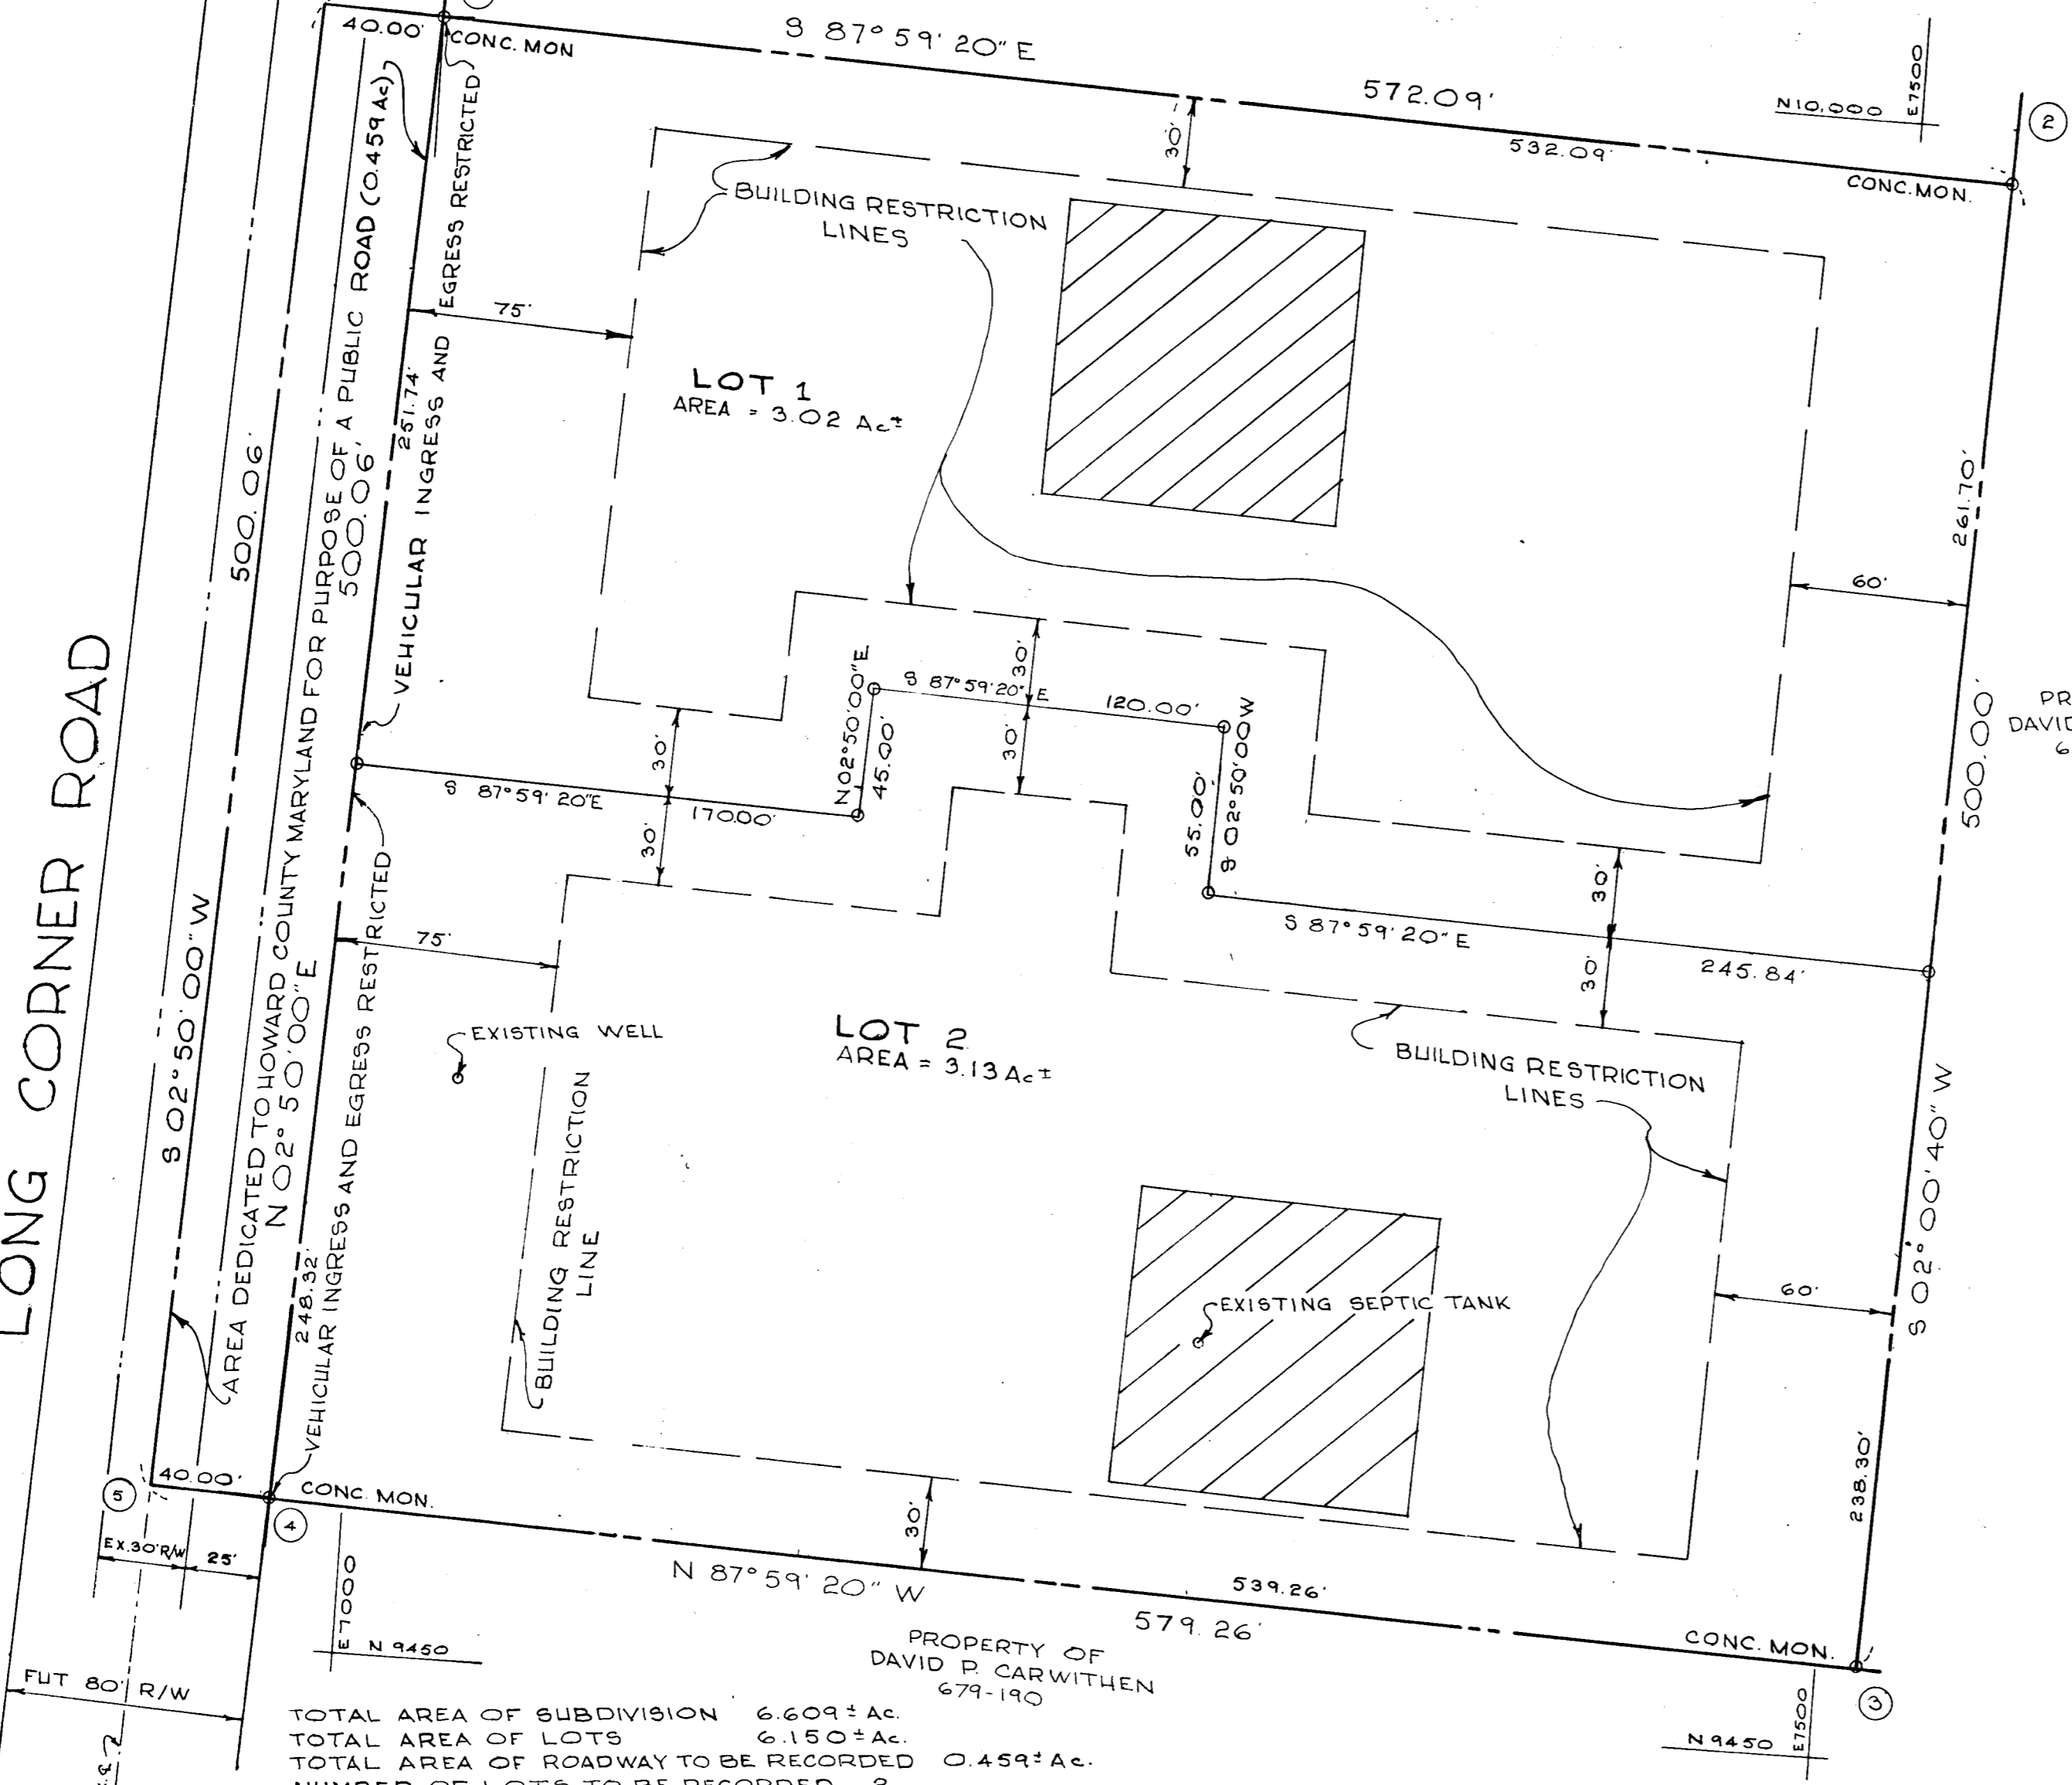 40.00'
CONC. MON
S 87° 59' 20" E
572.09'
532.09'
N10,000
E7500
2
CONC. MON.
30'
BUILDING RESTRICTION
LINES
75'
LOT 1
AREA = 3.02 Ac±
LONG CORNER ROAD
500.06'
S 02° 50' 00" W
AREA DEDICATED TO HOWARD COUNTY MARYLAND FOR PURPOSE OF A PUBLIC ROAD (0.459 Ac)
500.06'
N 02° 50' 00" E
251.74'
VEHICULAR INGRESS AND EGRESS RESTRICTED
261.70'
60'
30'
30'
S 87° 59' 20" E
120.00'
N 02° 50' 00" E
45.00'
S 02° 50' 00 W
55.00'
30'
30'
S 87° 59' 20" E
170.00'
30'
30'
S 87° 59' 20" E
245.84'
500.00'
S 02° 00' 40" W
PR
DAVID
6
75'
EXISTING WELL
LOT 2
AREA = 3.13 Ac±
BUILDING RESTRICTION
LINES
BUILDING RESTRICTION
LINE
248.32'
VEHICULAR INGRESS AND EGRESS RESTRICTED
EXISTING SEPTIC TANK
60'
238.30'
40.00'
5
CONC. MON.
4
EX. 30' R/W
25'
30'
N 87° 59' 20" W
539.26'
579.26'
CONC. MON.
3
E 7000
N 9450
FUT 80' R/W
PROPERTY OF
DAVID P. CARWITHEN
679-190
N 9450
E7500
TOTAL AREA OF SUBDIVISION 6.609± AC.
TOTAL AREA OF LOTS 6.150± AC.
TOTAL AREA OF ROADWAY TO BE RECORDED 0.459± AC.
NUMBER OF LOTS TO BE RECORDED 2